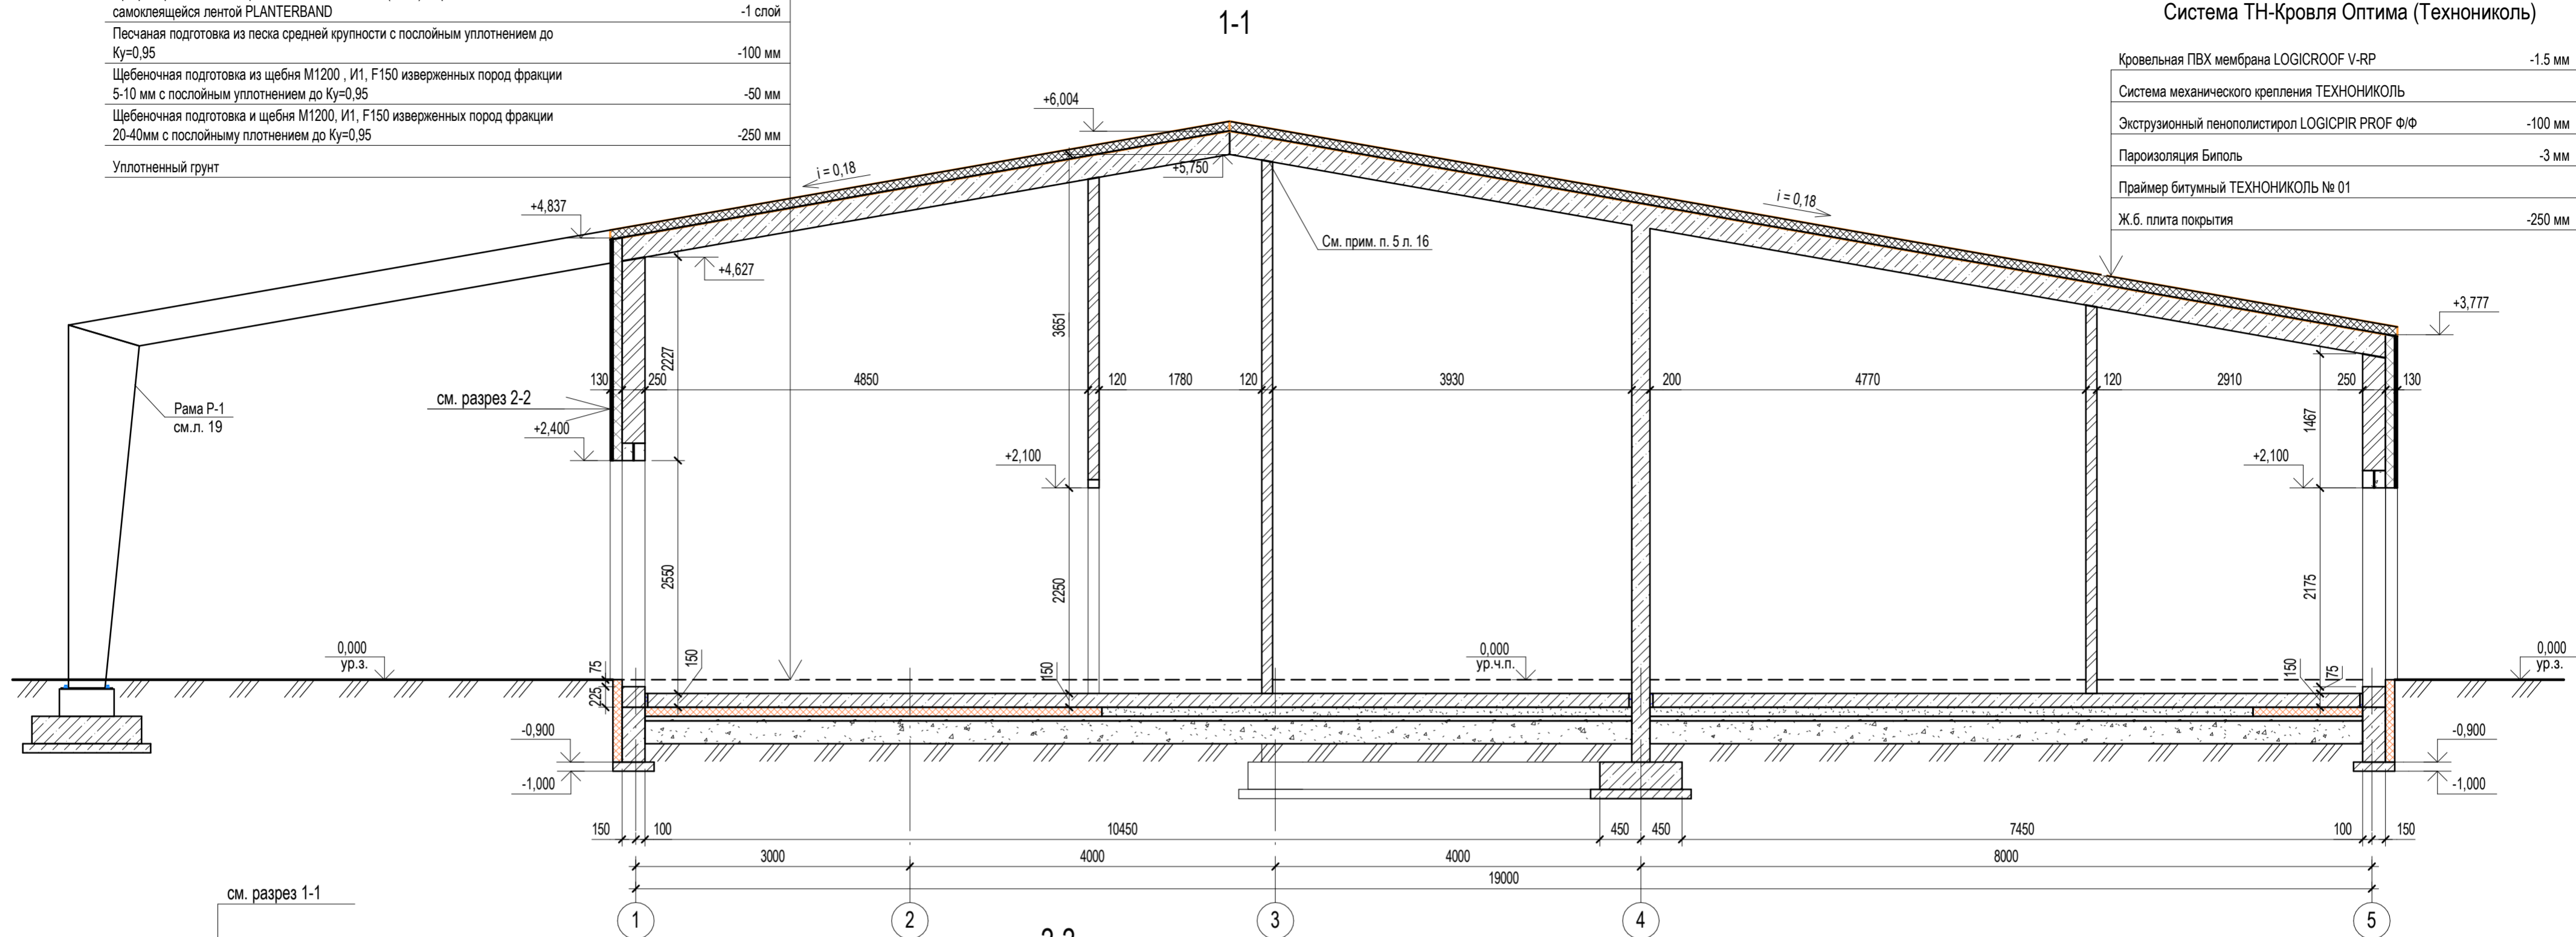 самоклеящейся лентой PLANTERBAND -1 слой
Песчаная подготовка из песка средней крупности с послойным уплотнением до
Ку=0,95 -100 мм
Щебеночная подготовка из щебня М1200 , И1, F150 изверженных пород фракции
5-10 мм с послойным уплотнением до Ку=0,95 -50 мм
Щебеночная подготовка и щебня М1200, И1, F150 изверженных пород фракции
20-40мм с послойныму плотнением до Ку=0,95 -250 мм
Уплотненный грунт
1-1
Система ТН-Кровля Оптима (Технониколь)
Кровельная ПВХ мембрана LOGICROOF V-RP -1.5 мм
Система механического крепления ТЕХНОНИКОЛЬ
Экструзионный пенополистирол LOGICPIR PROF Ф/Ф -100 мм
Пароизоляция Биполь -3 мм
Праймер битумный ТЕХНОНИКОЛЬ № 01
Ж.б. плита покрытия -250 мм
+6,004
+5,750
i = 0,18
i = 0,18
+4,837
+4,627
См. прим. п. 5 л. 16
+3,777
3651
2227
1467
130 250 4850 120 1780 120 3930 200 4770 120 2910 250 130
Рама Р-1
см.л. 19
см. разрез 2-2
+2,400
+2,100
+2,100
2550
2250
2175
0,000
ур.з.
75
225
150
150
0,000
ур.ч.п.
150
75
0,000
ур.з.
-0,900
-1,000
-0,900
-1,000
150 100 10450 450 450 7450 100 150
3000 4000 4000 8000
19000
см. разрез 1-1
1 2 3 4 5